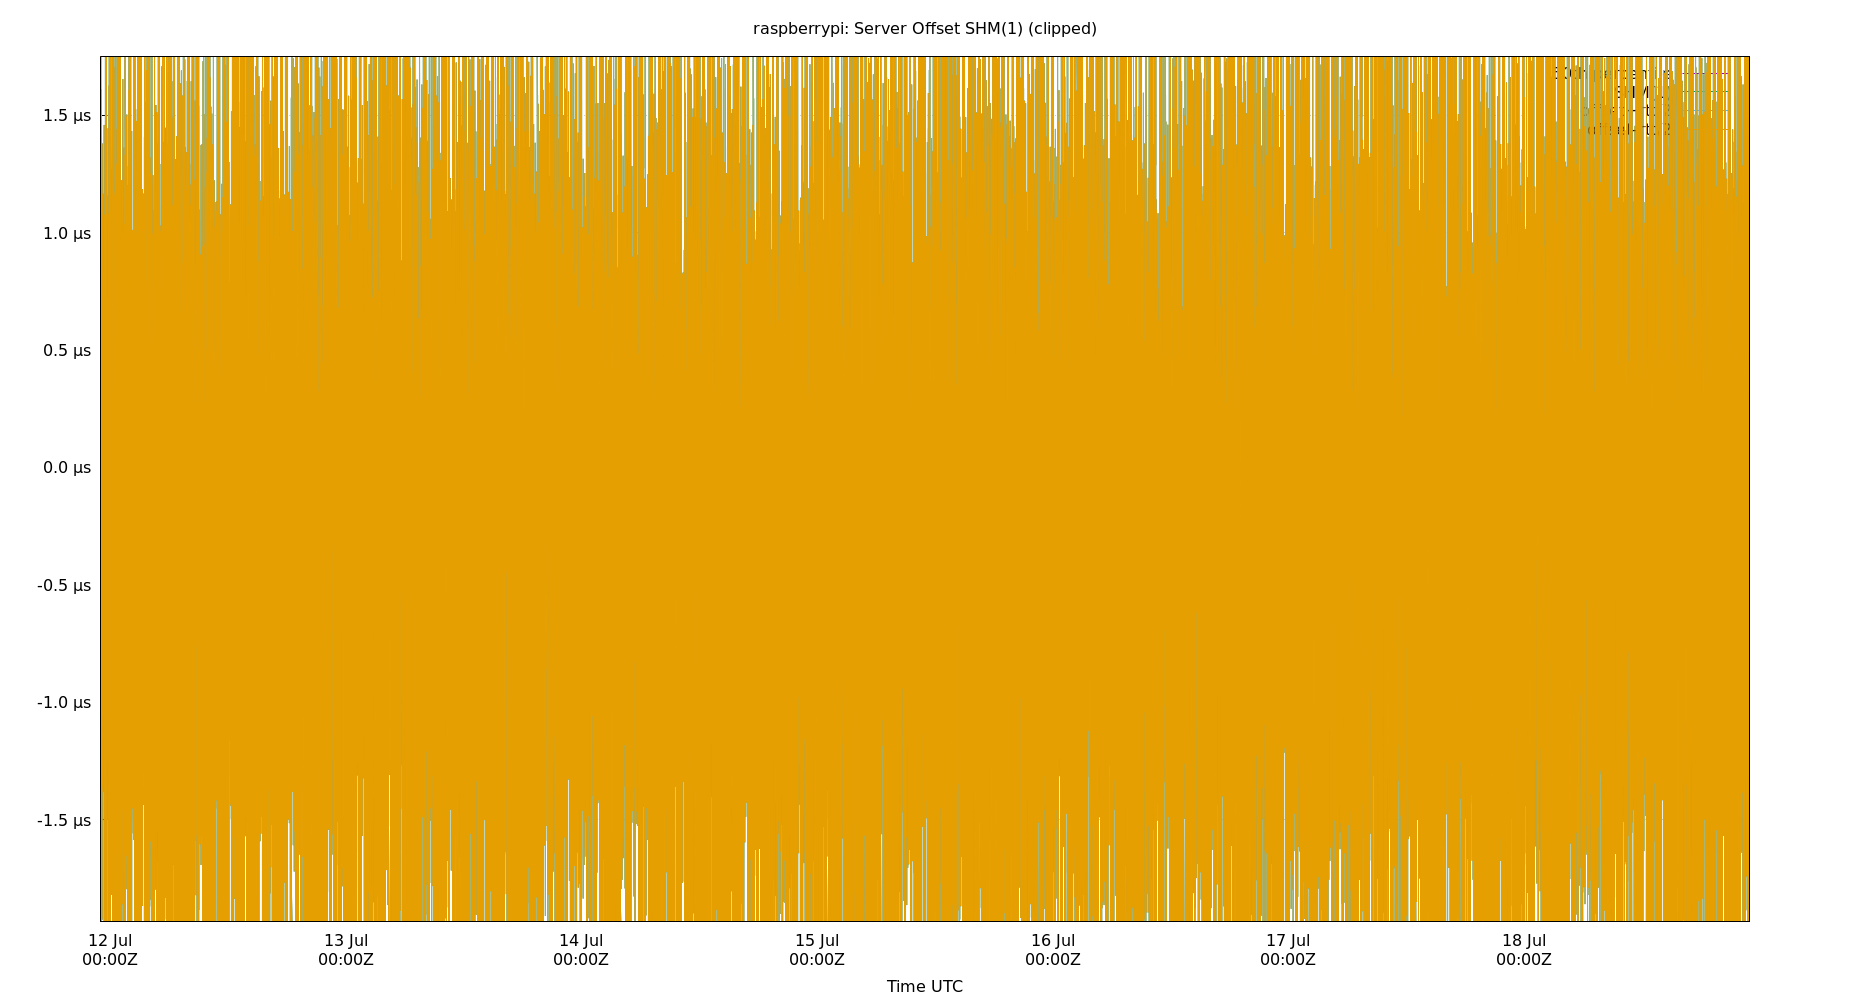 raspberrypi: Server Offset SHM(1) (clipped)
1.5 µs
1.0 µs
0.5 µs
0.0 µs
-0.5 µs
-1.0 µs
-1.5 µs
12 Jul 13 Jul 14 Jul 15 Jul 16 Jul 17 Jul 18 Jul
00:00Z 00:00Z 00:00Z 00:00Z 00:00Z 00:00Z 00:00Z
Time UTC